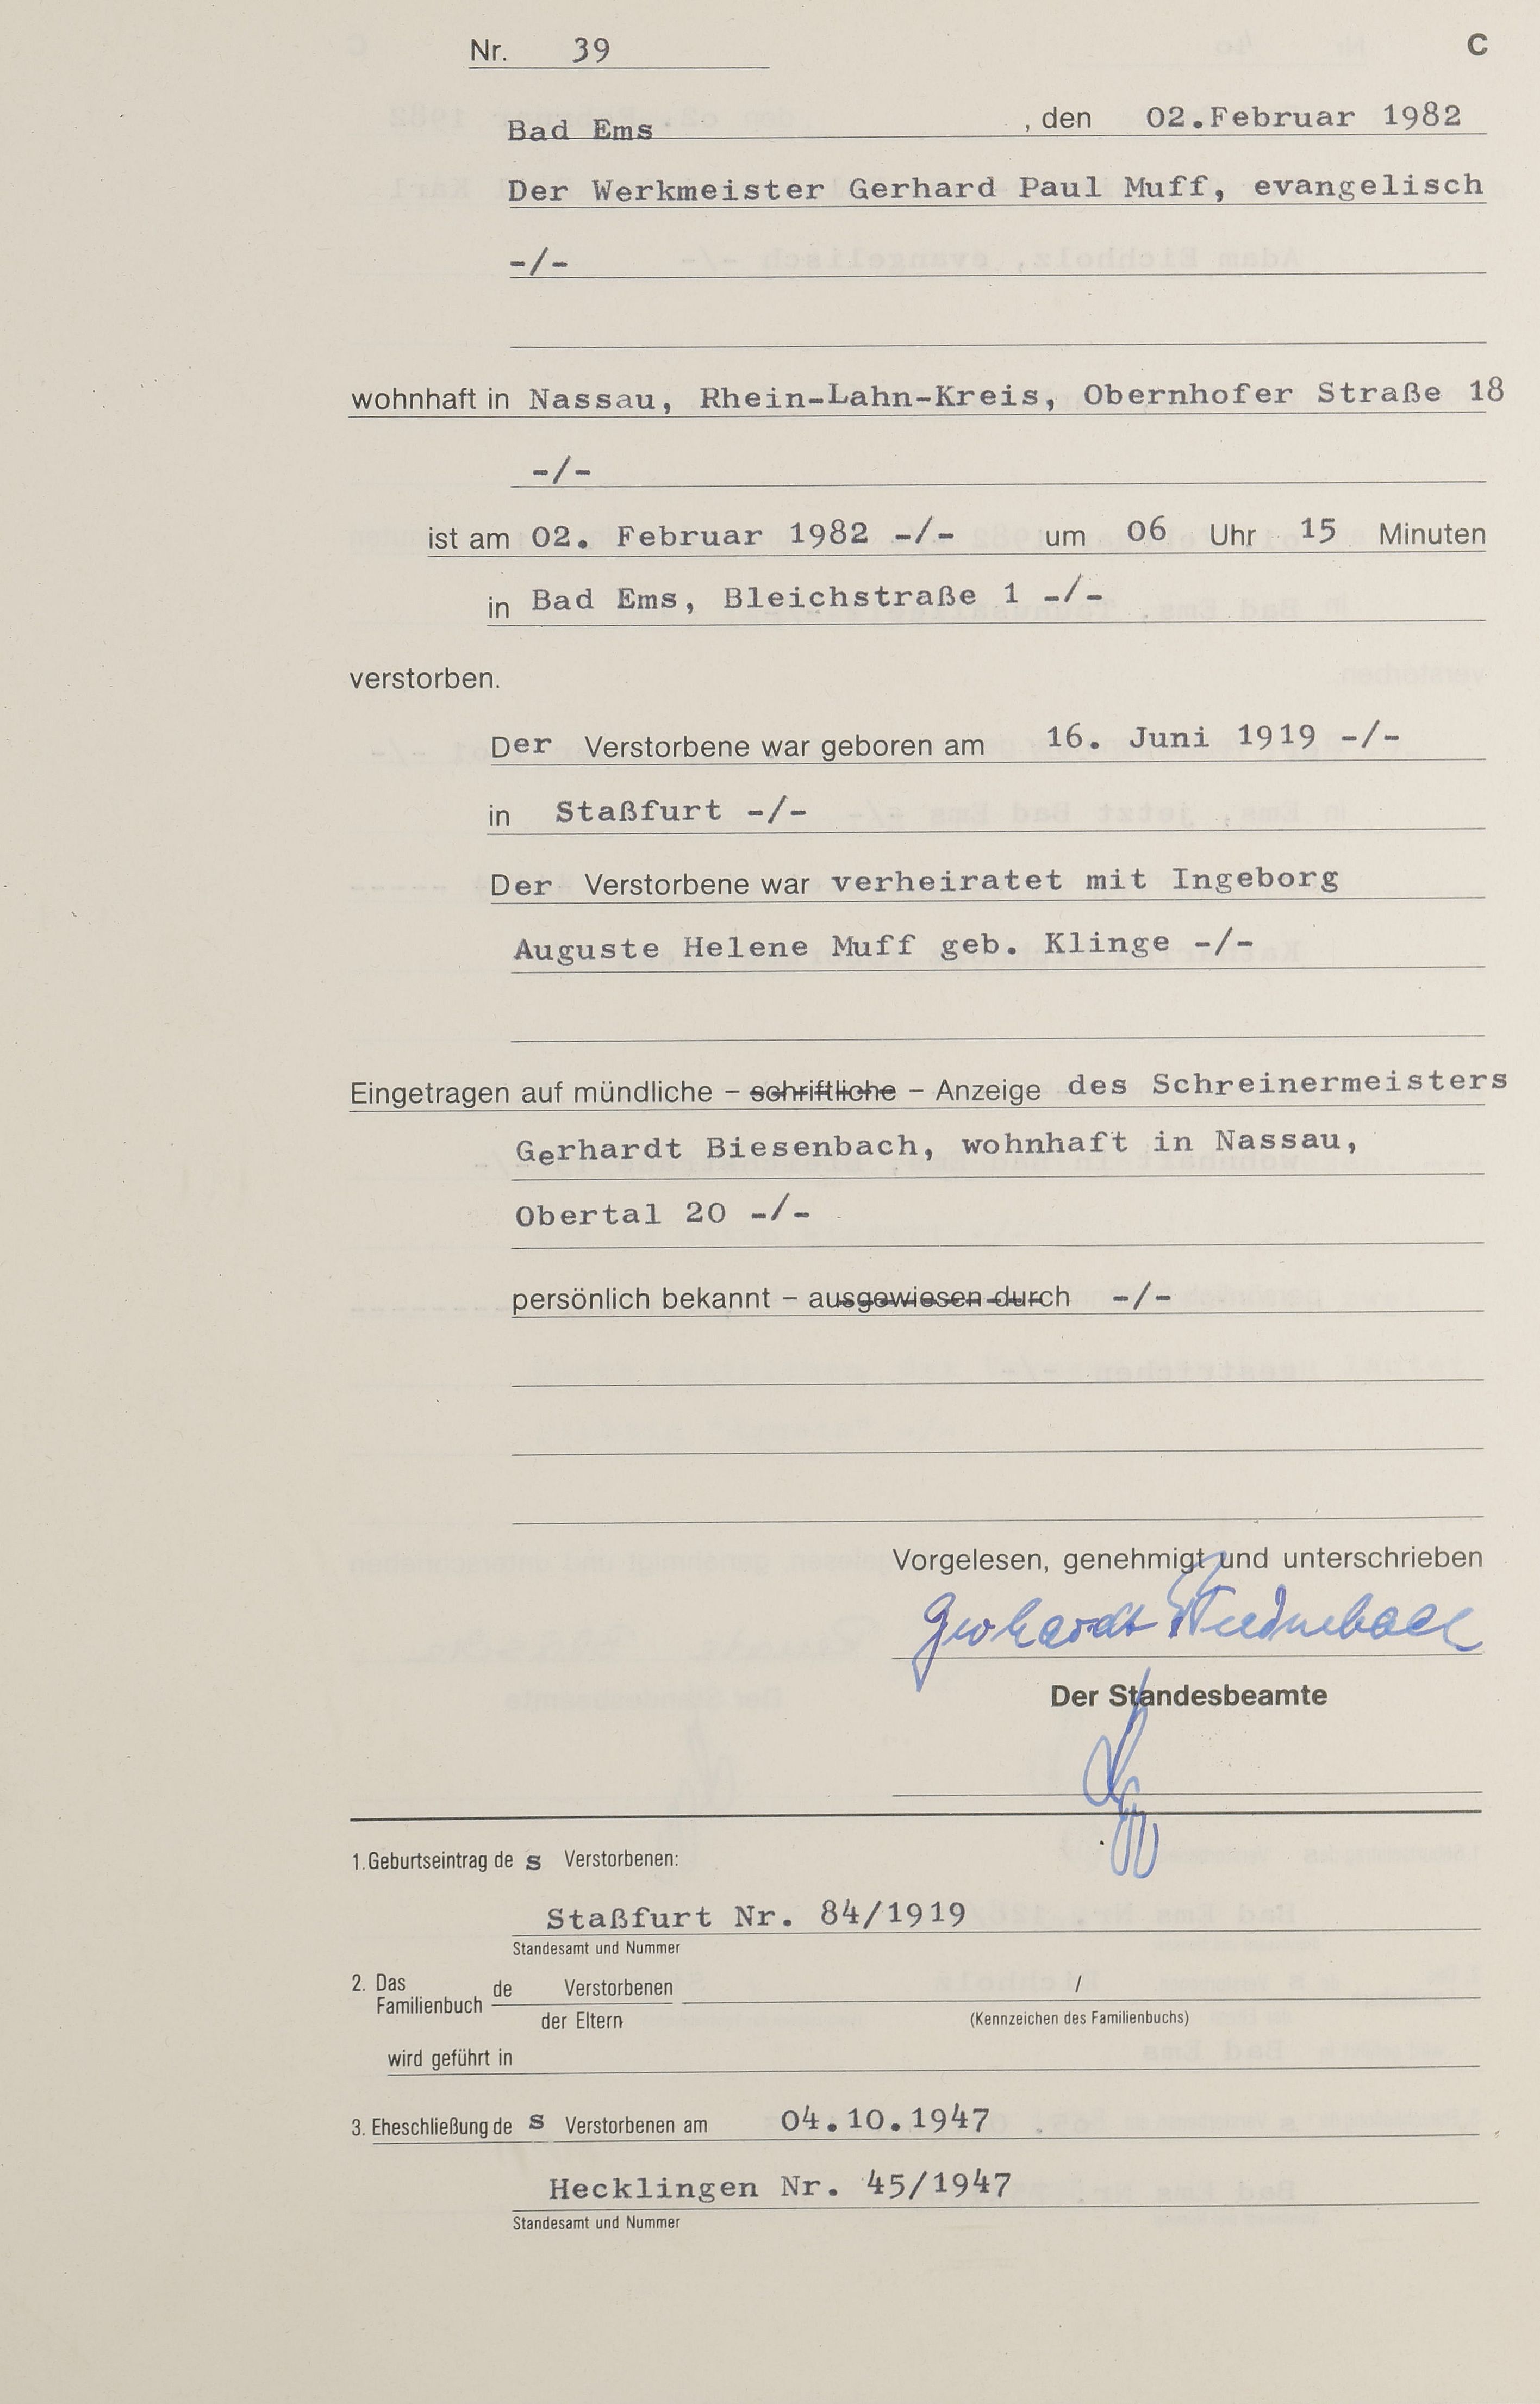 Nr. 39 C
Bad Ems , den 02.Februar 1982
Der Werkmeister Gerhard Paul Muff, evangelisch
-/-
wohnhaft in Nassau, Rhein-Lahn-Kreis, Obernhofer Straße 18
-/-
ist am 02. Februar 1982 -/- um 06 Uhr 15 Minuten
in Bad Ems, Bleichstraße 1 -/-
verstorben.
Der Verstorbene war geboren am 16. Juni 1919 -/-
in Staßfurt -/-
Der Verstorbene war verheiratet mit Ingeborg
Auguste Helene Muff geb. Klinge -/-
Eingetragen auf mündliche – schriftliche – Anzeige des Schreinermeisters
Gerhardt Biesenbach, wohnhaft in Nassau,
Obertal 20 -/-
persönlich bekannt – ausgewiesen durch -/-
Vorgelesen, genehmigt und unterschrieben
Gerhardt
Der Standesbeamte
1. Geburtseintrag de s Verstorbenen:
Staßfurt Nr. 84/1919
Standesamt und Nummer
2. Das Familienbuch de Verstorbenen /
der Eltern (Kennzeichen des Familienbuchs)
wird geführt in
3. Eheschließung de s Verstorbenen am 04.10.1947
Hecklingen Nr. 45/1947
Standesamt und Nummer